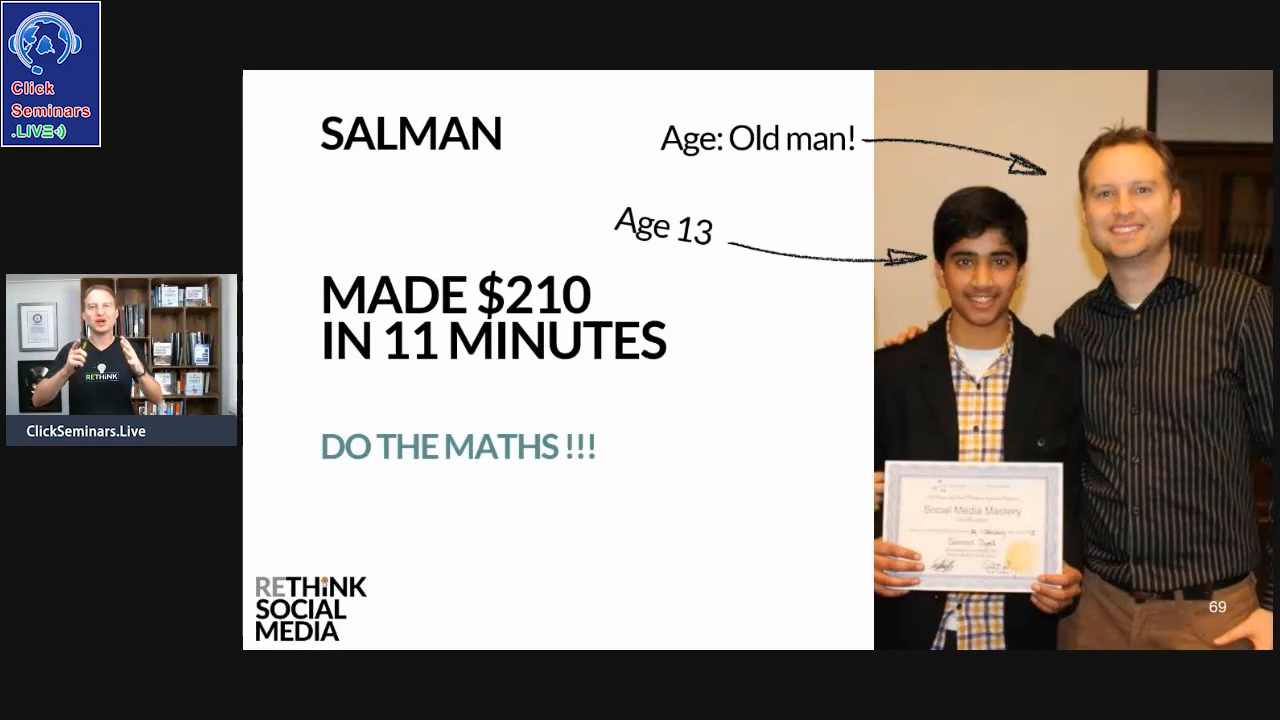 Click
Seminars
.LIVE
SALMAN
Age: Old man!
Age 13
MADE $210
IN 11 MINUTES
DO THE MATHS !!!
RETHINK
SOCIAL
MEDIA
69
RETHINK
ClickSeminars.Live
Social Media Mastery